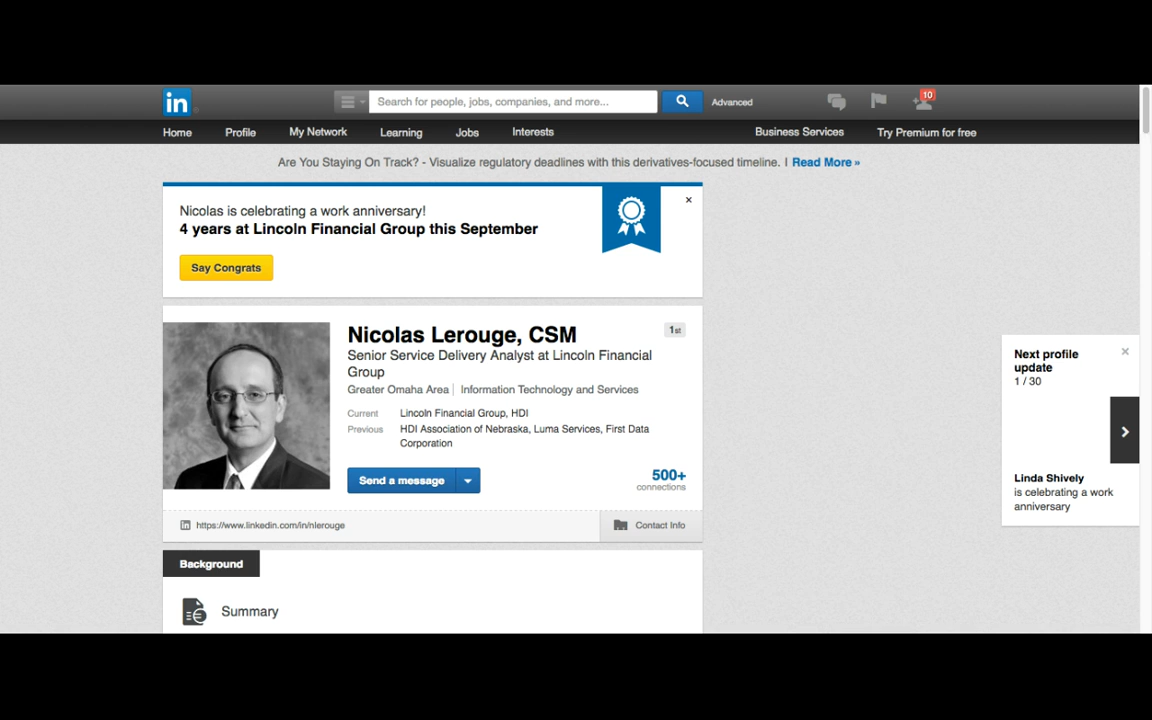 in
Search for people, jobs, companies, and more...
Advanced
10
Home Profile My Network Learning Jobs Interests Business Services Try Premium for free
Are You Staying On Track? - Visualize regulatory deadlines with this derivatives-focused timeline. | Read More »
Nicolas is celebrating a work anniversary!
4 years at Lincoln Financial Group this September
Say Congrats
Nicolas Lerouge, CSM
1st
Senior Service Delivery Analyst at Lincoln Financial
Group
Greater Omaha Area | Information Technology and Services
Current Lincoln Financial Group, HDI
Previous HDI Association of Nebraska, Luma Services, First Data
Corporation
Send a message
500+
connections
https://www.linkedin.com/in/nlerouge
Contact Info
Background
Summary
Next profile
update
1 / 30
Linda Shively
is celebrating a work
anniversary